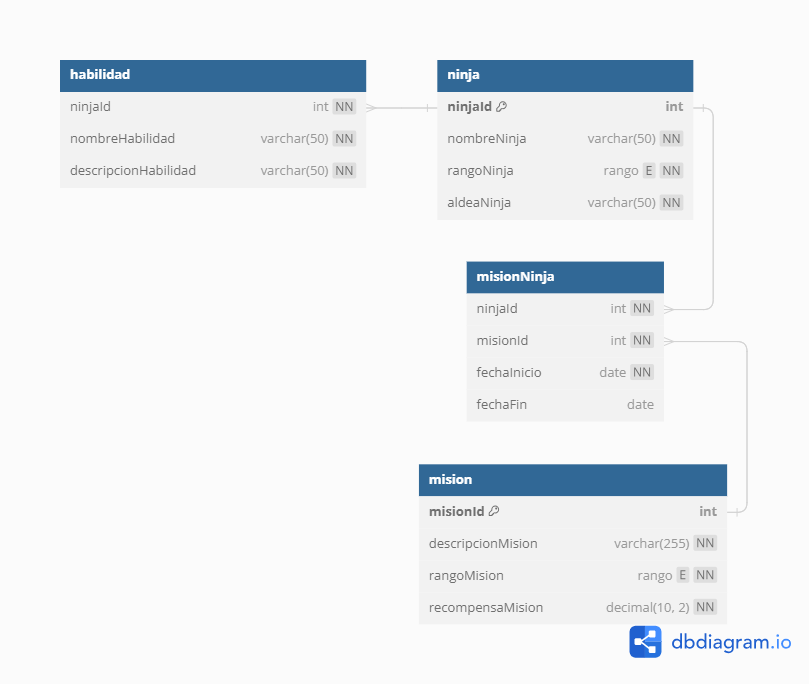 habilidad
ninjaId int NN
nombreHabilidad varchar(50) NN
descripcionHabilidad varchar(50) NN
ninja
ninjaId int
nombreNinja varchar(50) NN
rangoNinja rango E NN
aldeaNinja varchar(50) NN
misionNinja
ninjaId int NN
misionId int NN
fechaInicio date NN
fechaFin date
mision
misionId int
descripcionMision varchar(255) NN
rangoMision rango E NN
recompensaMision decimal(10, 2) NN
dbdiagram.io